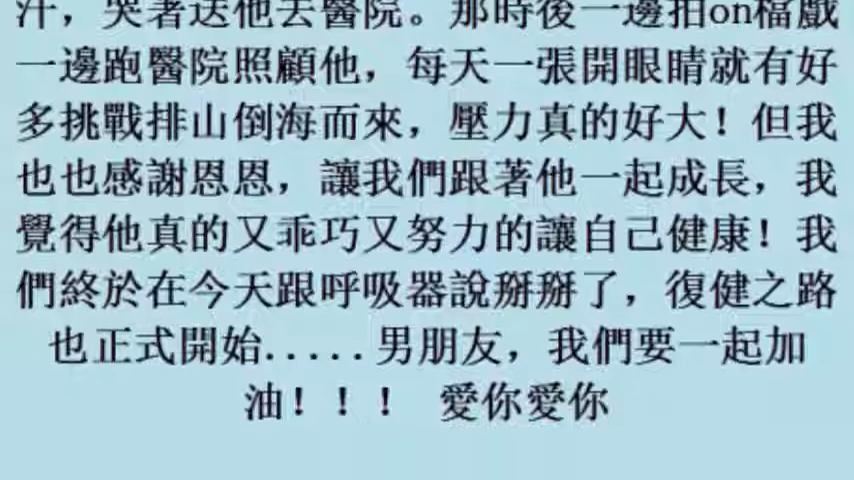 汗，哭著送他去醫院。那時後一邊拍on檔戲
一邊跑醫院照顧他，每天一張開眼睛就有好
多挑戰排山倒海而來，壓力真的好大！但我
也也感謝恩恩，讓我們跟著他一起成長，我
覺得他真的又乖巧又努力的讓自己健康！我
們終於在今天跟呼吸器說掰掰了，復健之路
也正式開始.....男朋友，我們要一起加
油！！！ 愛你愛你